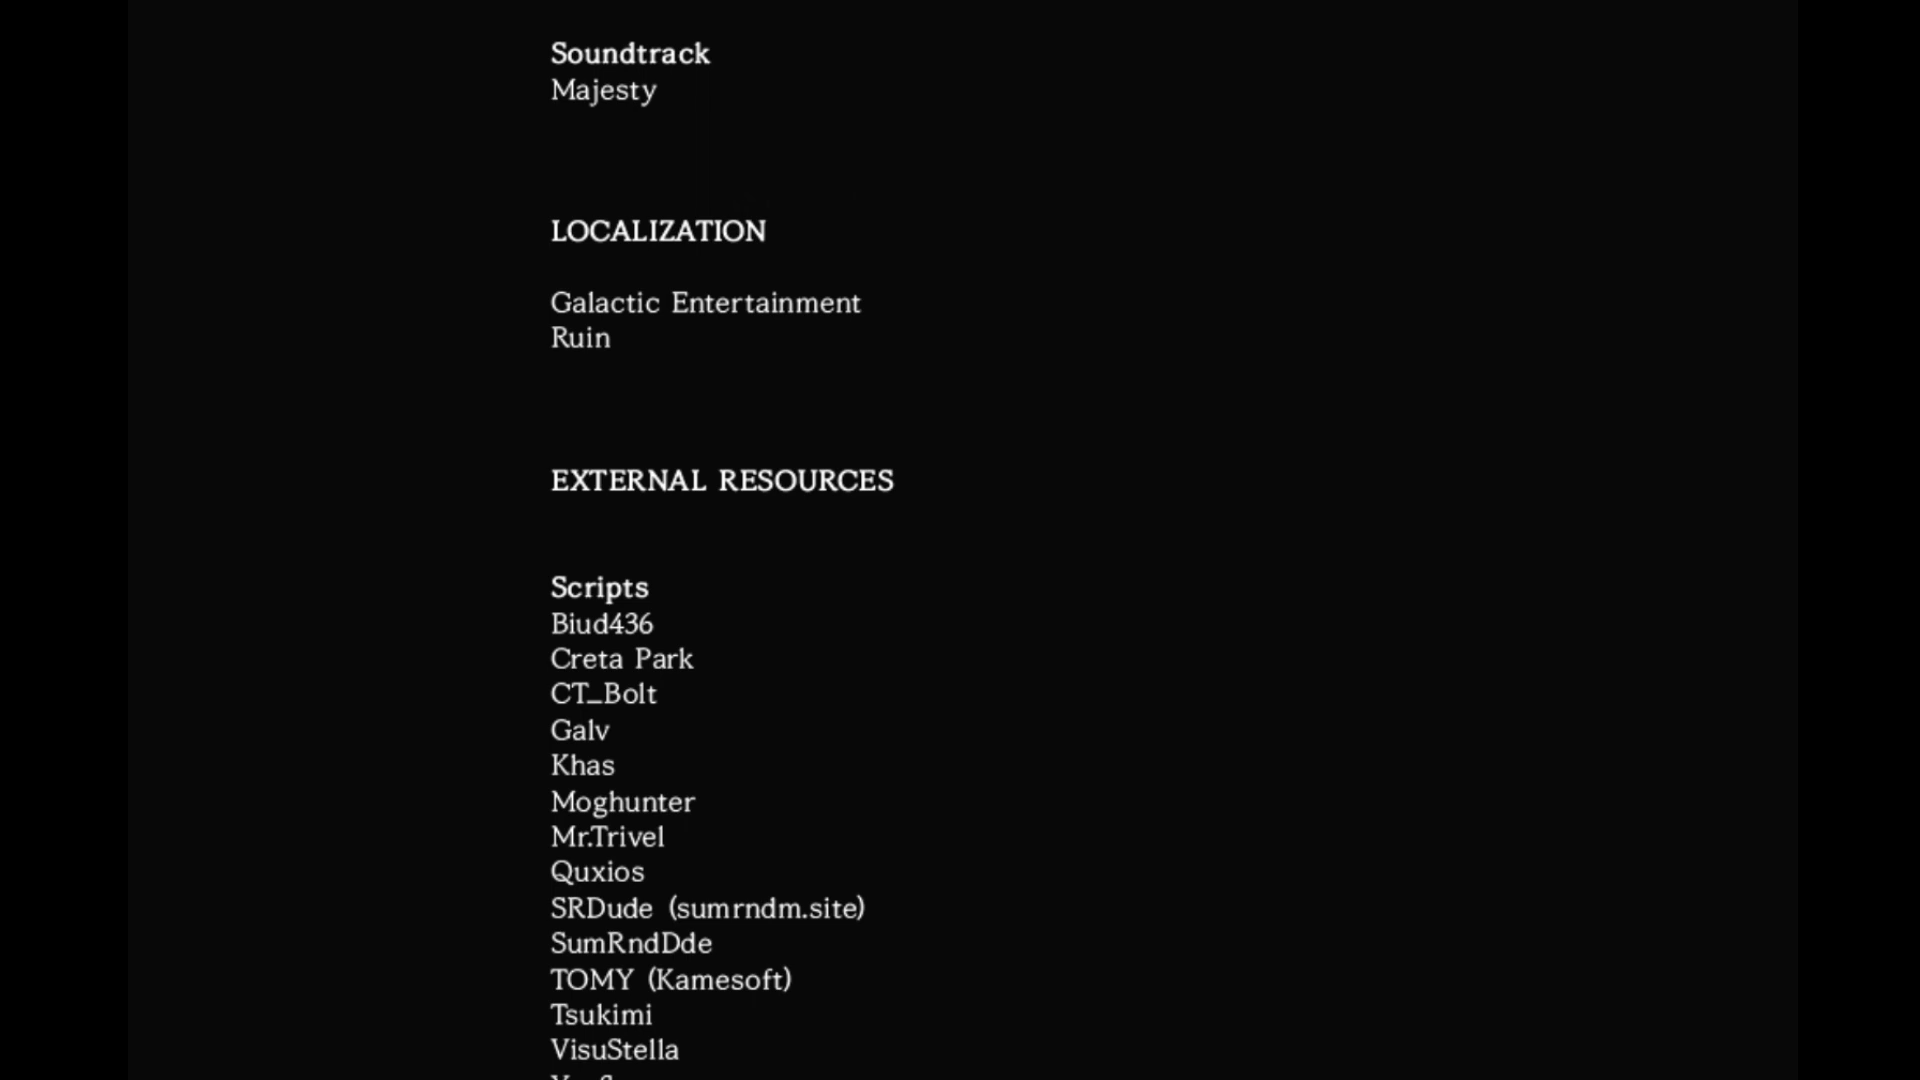 Soundtrack
Majesty
LOCALIZATION
Galactic Entertainment
Ruin
EXTERNAL RESOURCES
Scripts
Biud436
Creta Park
CT_Bolt
Galv
Khas
Moghunter
Mr.Trivel
Quxios
SRDude (sumrndm.site)
SumRndDde
TOMY (Kamesoft)
Tsukimi
VisuStella